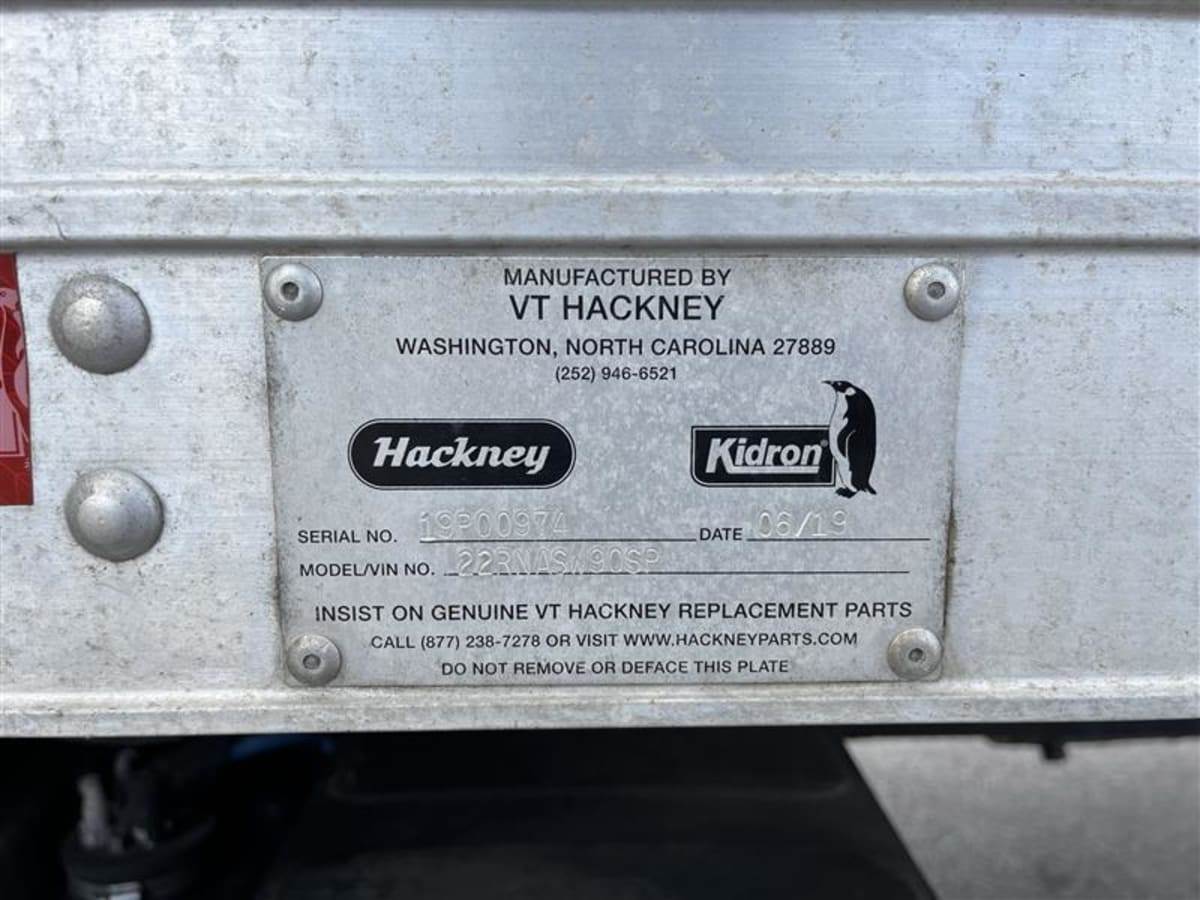 MANUFACTURED BY
VT HACKNEY
WASHINGTON, NORTH CAROLINA 27889
(252) 946-6521
Hackney Kidron®
SERIAL NO. 19P00974 DATE 06/19
MODEL/VIN NO. 22RNASW90SP
INSIST ON GENUINE VT HACKNEY REPLACEMENT PARTS
CALL (877) 238-7278 OR VISIT WWW.HACKNEYPARTS.COM
DO NOT REMOVE OR DEFACE THIS PLATE